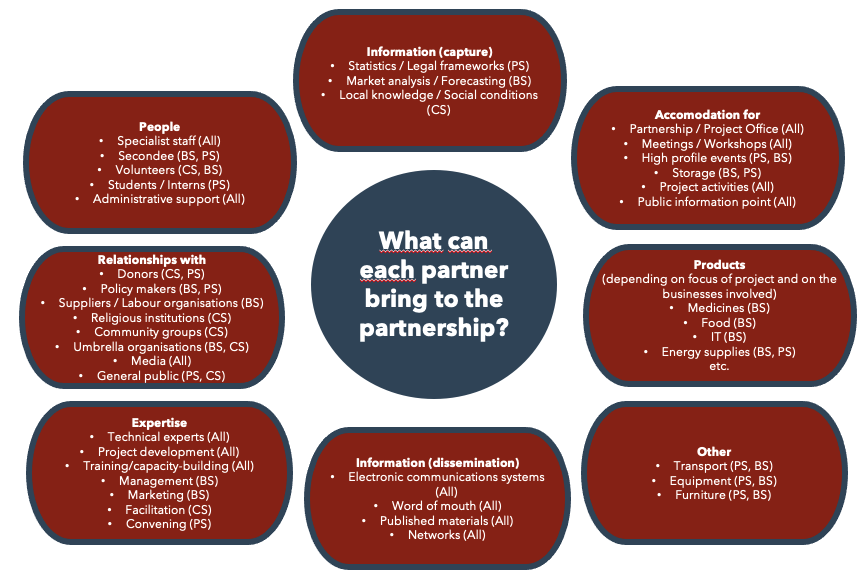 Information (capture)
• Statistics / Legal frameworks (PS)
• Market analysis / Forecasting (BS)
• Local knowledge / Social conditions
(CS)
People
• Specialist staff (All)
• Secondee (BS, PS)
• Volunteers (CS, BS)
• Students / Interns (PS)
• Administrative support (All)
Accomodation for
• Partnership / Project Office (All)
• Meetings / Workshops (All)
• High profile events (PS, BS)
• Storage (BS, PS)
• Project activities (All)
• Public information point (All)
What can
each partner
bring to the
partnership?
Relationships with
• Donors (CS, PS)
• Policy makers (BS, PS)
• Suppliers / Labour organisations (BS)
• Religious institutions (CS)
• Community groups (CS)
• Umbrella organisations (BS, CS)
• Media (All)
• General public (PS, CS)
Products
(depending on focus of project and on the
businesses involved)
• Medicines (BS)
• Food (BS)
• IT (BS)
• Energy supplies (BS, PS)
etc.
Expertise
• Technical experts (All)
• Project development (All)
• Training/capacity-building (All)
• Management (BS)
• Marketing (BS)
• Facilitation (CS)
• Convening (PS)
Information (dissemination)
• Electronic communications systems
(All)
• Word of mouth (All)
• Published materials (All)
• Networks (All)
Other
• Transport (PS, BS)
• Equipment (PS, BS)
• Furniture (PS, BS)